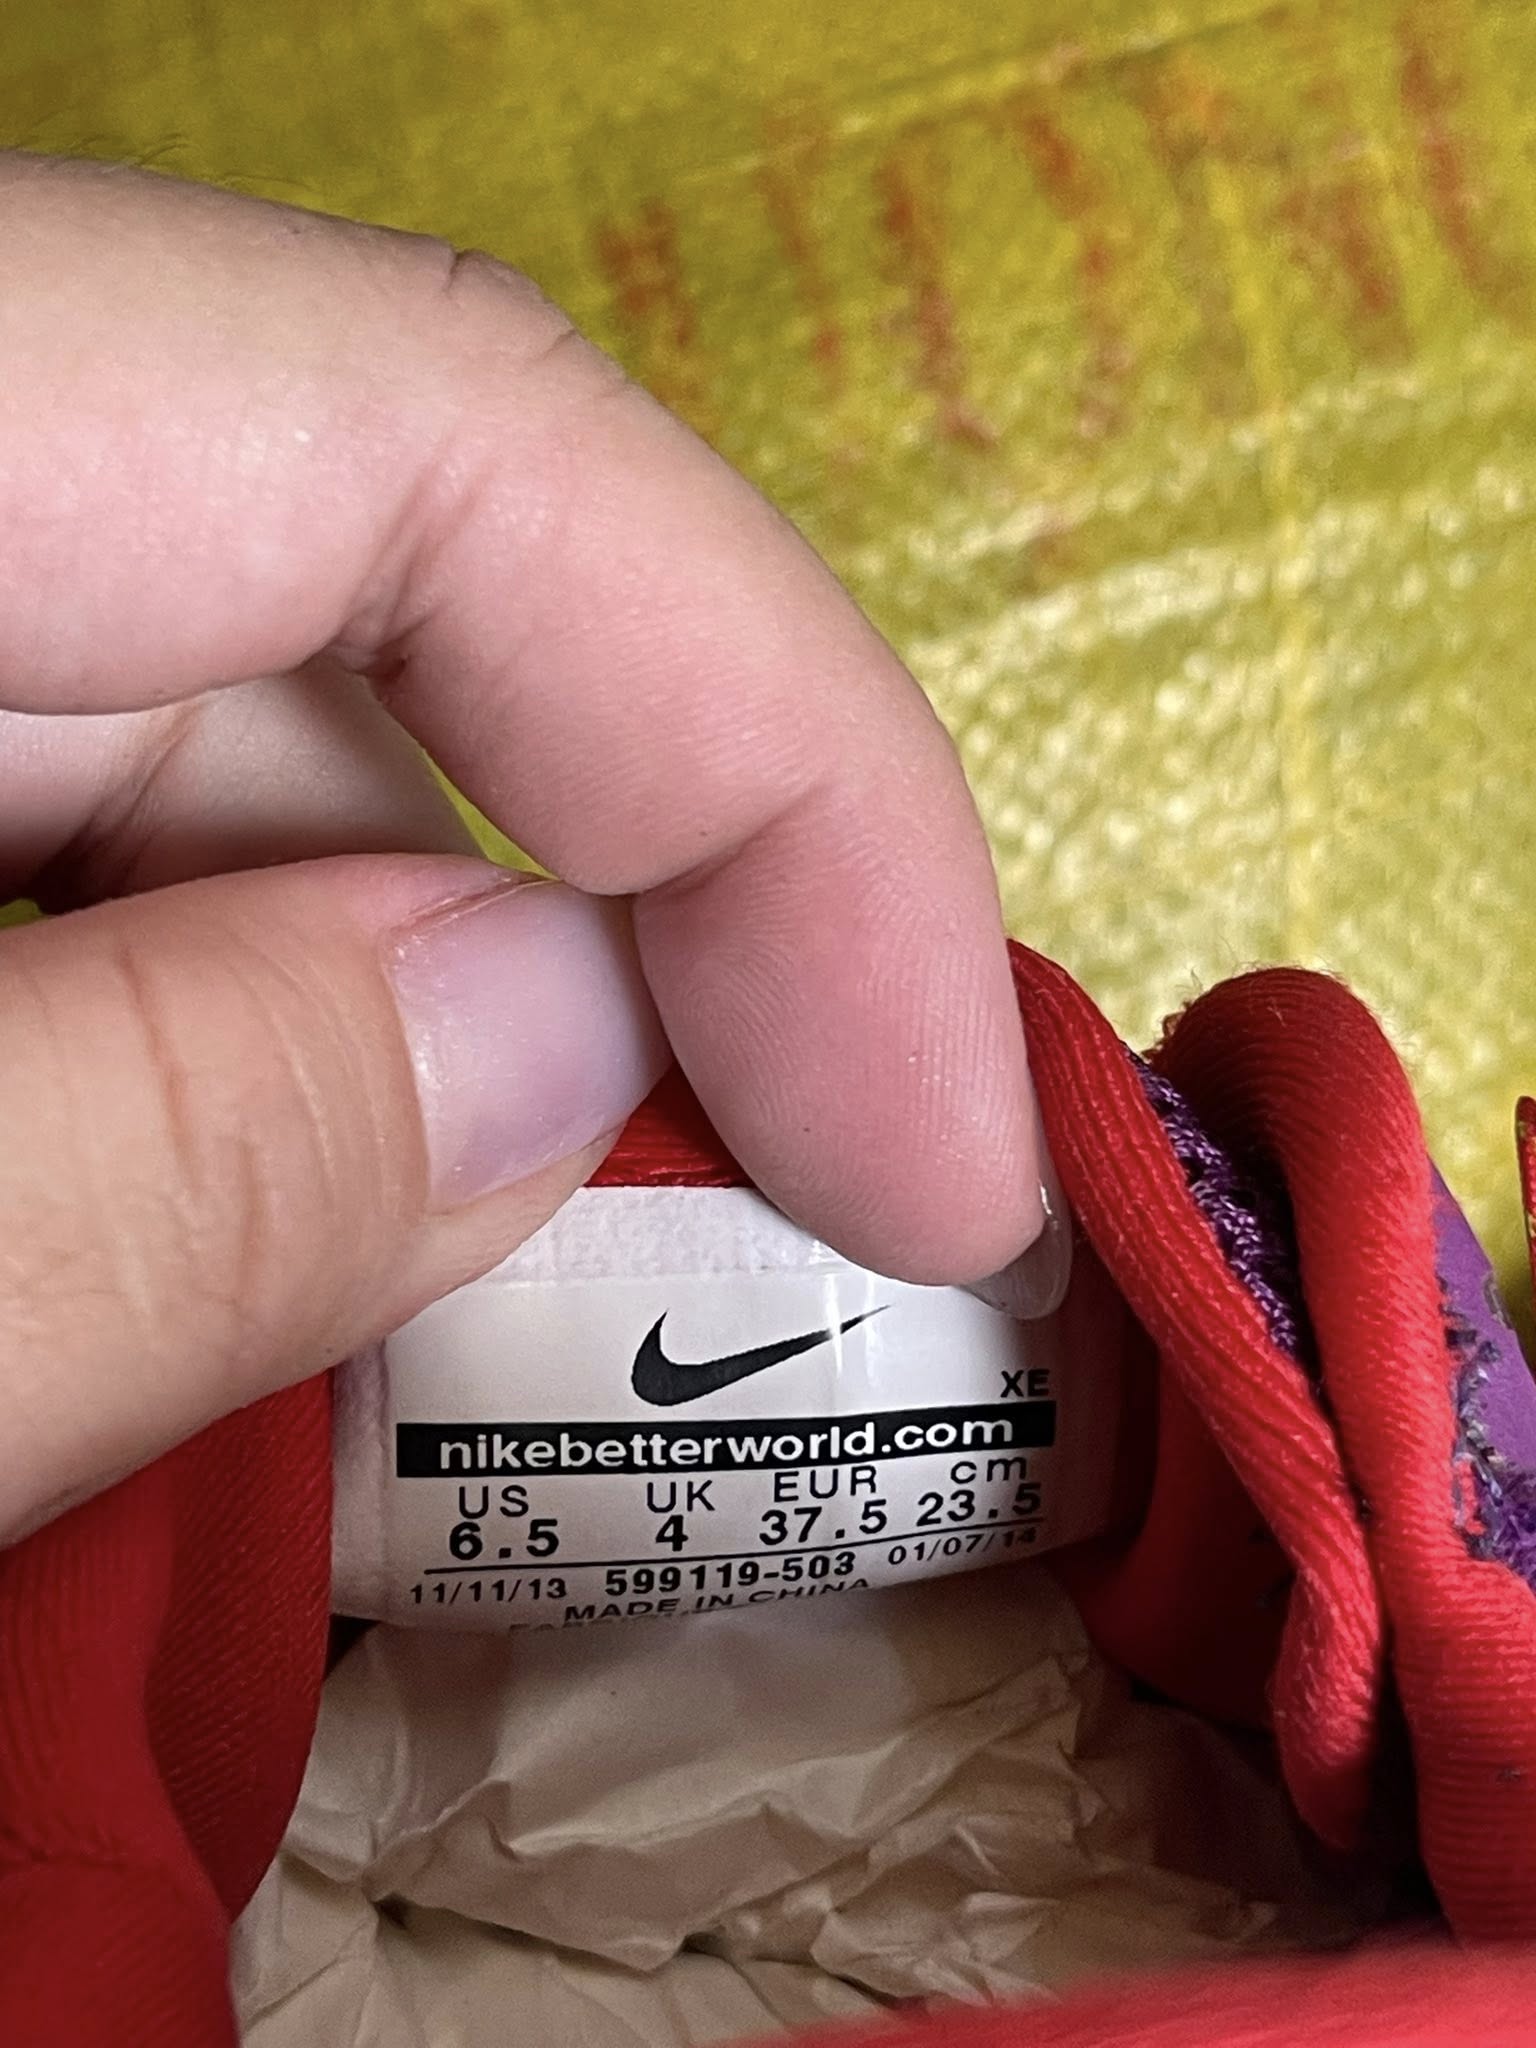 XE
nikebetterworld.com
US UK EUR cm
6.5 4 37.5 23.5
11/11/13 599119-503 01/07/14
MADE IN CHINA